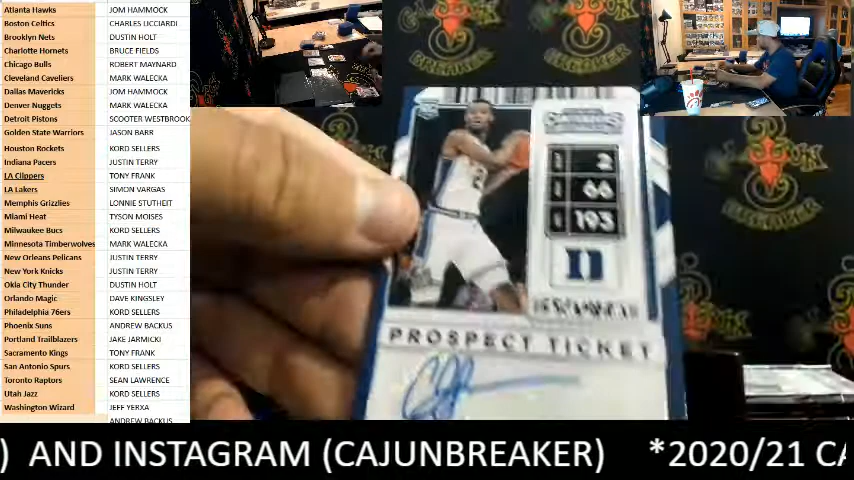 Atlanta Hawks JOM HAMMOCK
Boston Celtics CHARLES LICCIARDI
Brooklyn Nets DUSTIN HOLT
Charlotte Hornets BRUCE FIELDS
Chicago Bulls ROBERT MAYNARD
Cleveland Caveliers MARK WALECKA
Dallas Mavericks JOM HAMMOCK
Denver Nuggets MARK WALECKA
Detroit Pistons SCOOTER WESTBROOK
Golden State Warriors JASON BARR
Houston Rockets KORD SELLERS
Indiana Pacers JUSTIN TERRY
LA Clippers TONY FRANK
LA Lakers SIMON VARGAS
Memphis Grizzlies LONNIE STUTHEIT
Miami Heat TYSON MOISES
Milwaukee Bucs KORD SELLERS
Minnesota Timberwolves MARK WALECKA
New Orleans Pelicans JUSTIN TERRY
New York Knicks JUSTIN TERRY
Okla City Thunder DUSTIN HOLT
Orlando Magic DAVE KINGSLEY
Philadelphia 76ers KORD SELLERS
Phoenix Suns ANDREW BACKUS
Portland Trailblazers JAKE JARMICKI
Sacramento Kings TONY FRANK
San Antonio Spurs KORD SELLERS
Toronto Raptors SEAN LAWRENCE
Utah Jazz KORD SELLERS
Washington Wizard JEFF YERXA
ANDREW BACKUS
2
66
193
PROSPECT TICKET
BREAKER
BREAKER
) AND INSTAGRAM (CAJUNBREAKER) *2020/21 CA